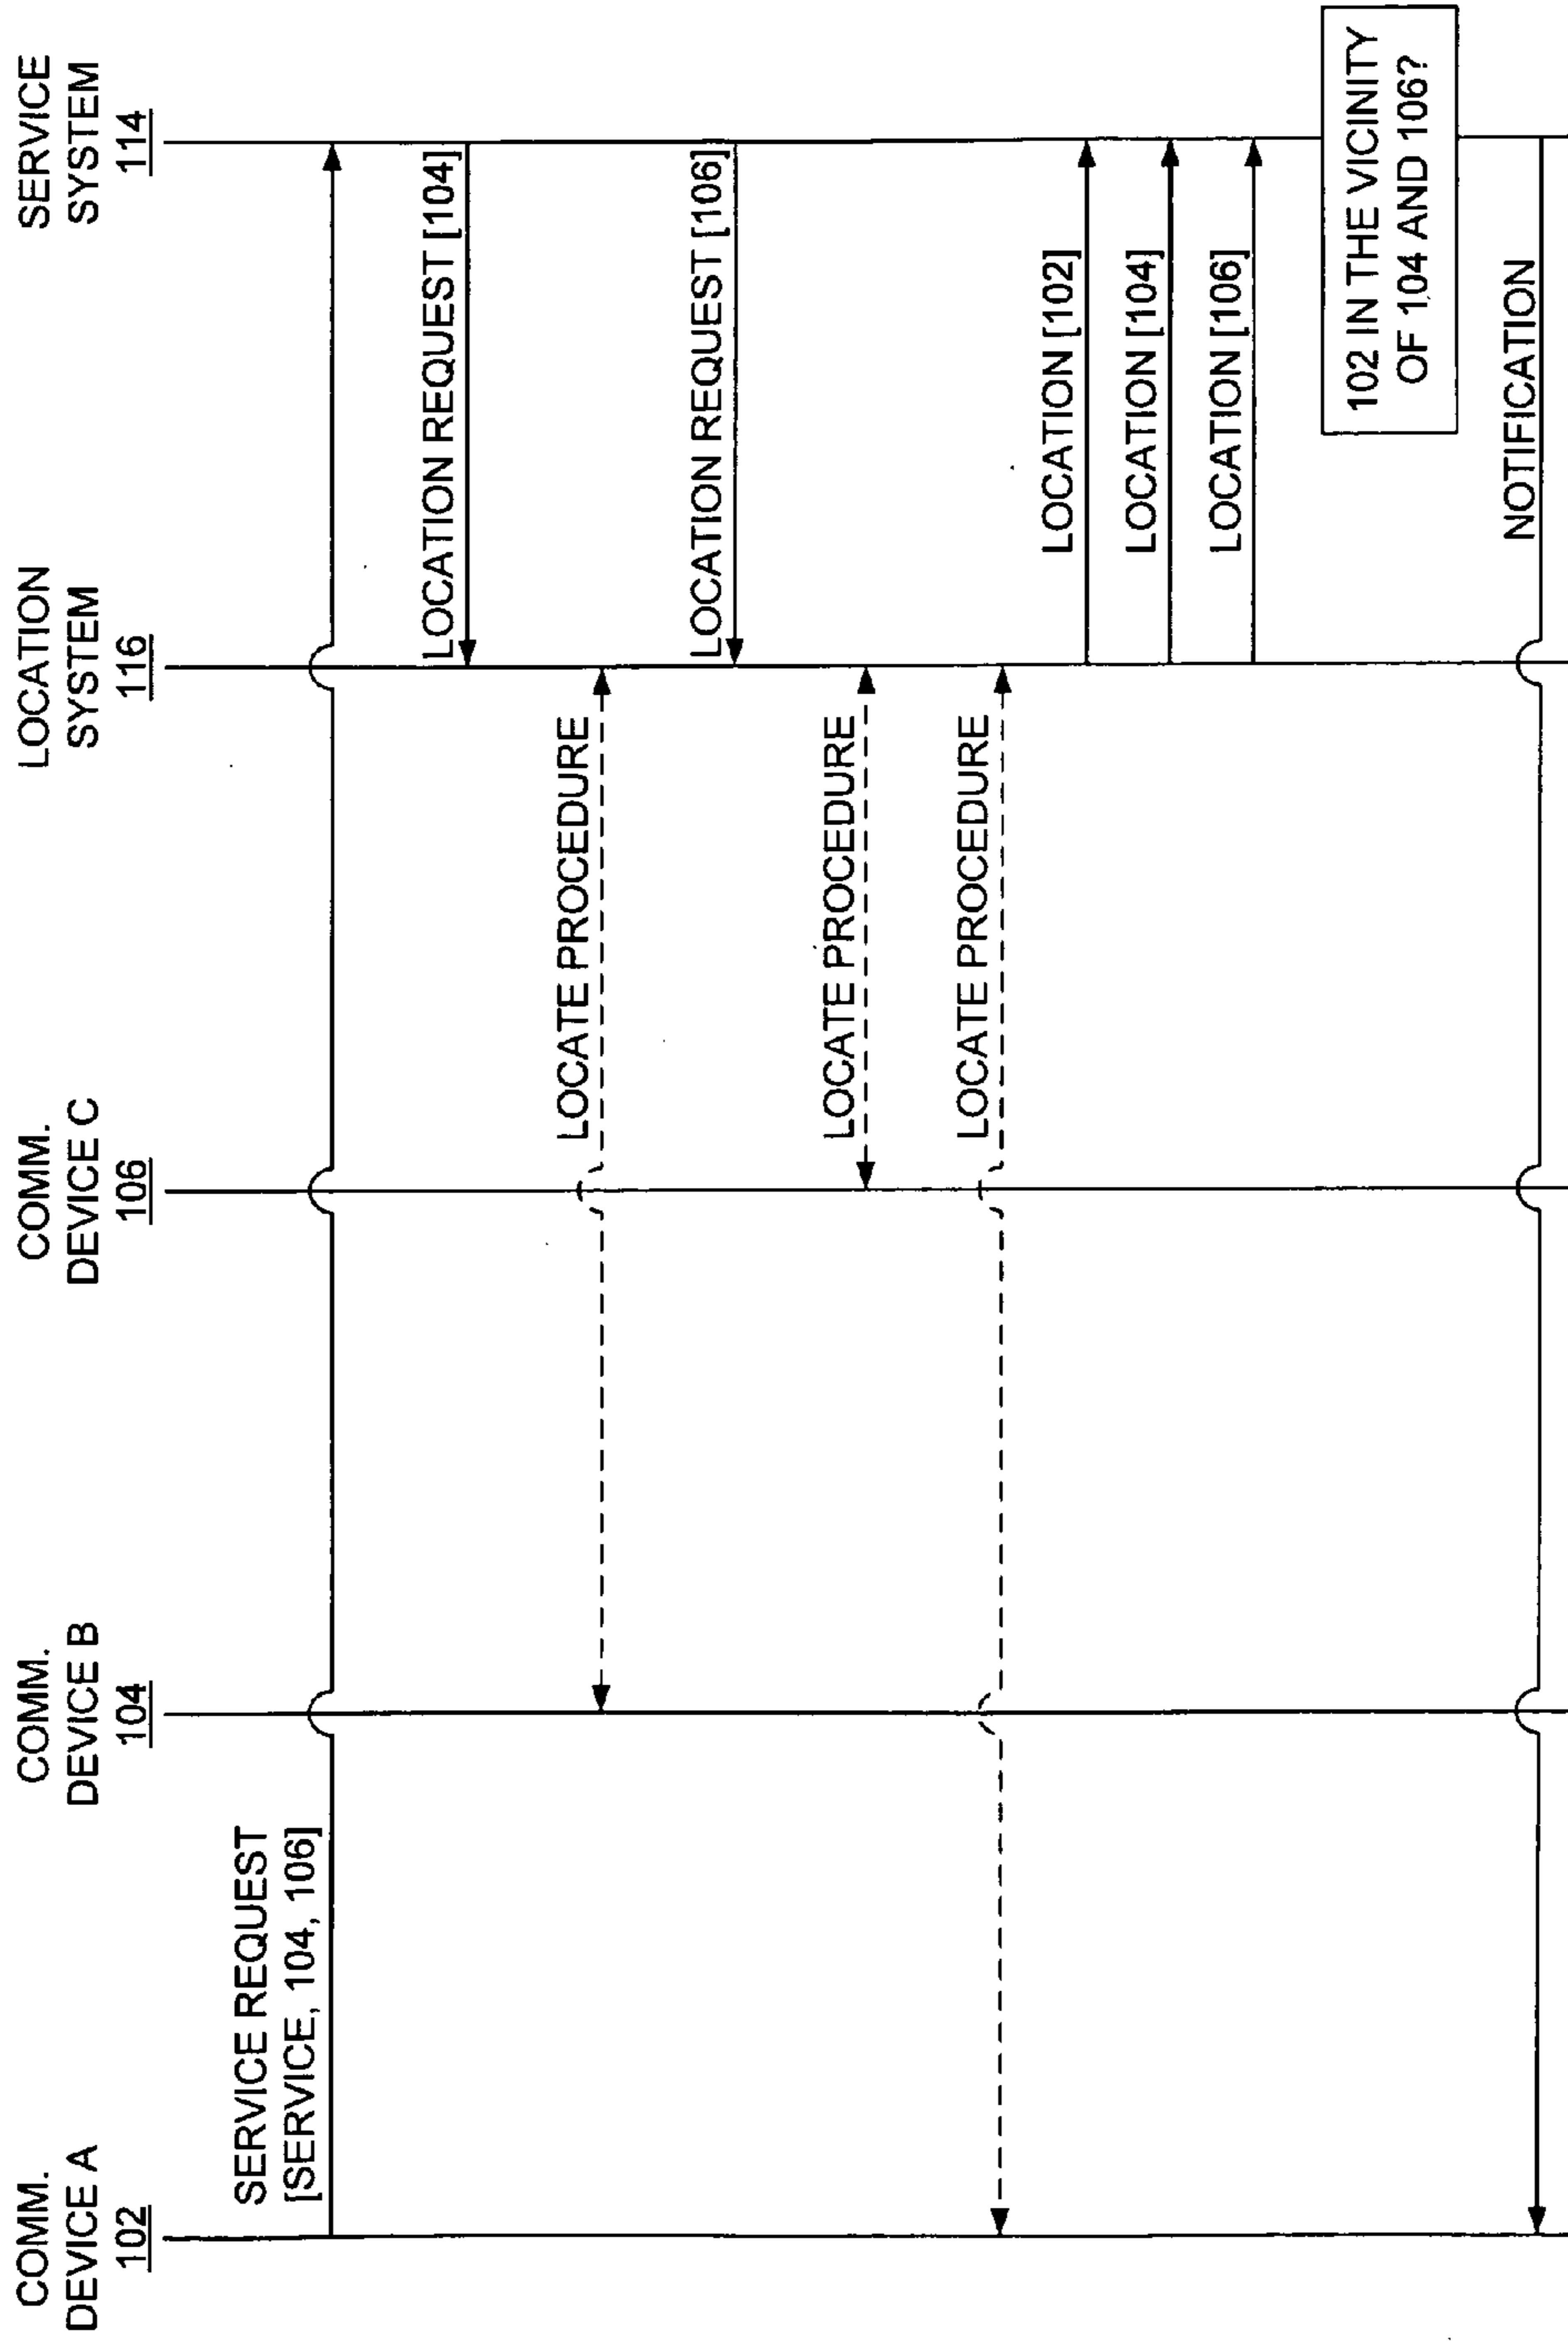 COMM.
DEVICE A
102
COMM.
DEVICE B
104
COMM.
DEVICE C
106
LOCATION
SYSTEM
116
SERVICE
SYSTEM
114
SERVICE REQUEST
[SERVICE, 104, 106]
LOCATION REQUEST [104]
LOCATE PROCEDURE
LOCATION REQUEST [106]
LOCATE PROCEDURE
LOCATE PROCEDURE
LOCATION [102]
LOCATION [104]
LOCATION [106]
102 IN THE VICINITY
OF 104 AND 106?
NOTIFICATION